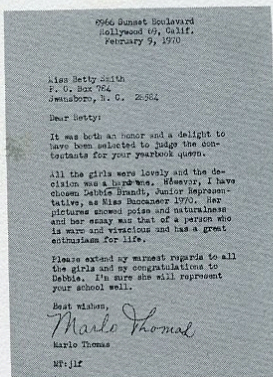 6966 Sunset Boulavard
Hollywood 69, Calif.
February 9, 1970
Miss Betty Smith
P. O. Box 764
Swansboro, N. C. 28584
Dear Betty:
It was both an honor and a delight to
have been selected to judge the con-
testants for your yearbook queen.
All the girls were lovely and the de-
cision was a hard one. However, I have
chosen Debbie Brandt, Junior Represen-
tative, as Miss Buccaneer 1970. Her
pictures showed poise and naturalness
and her essay was that of a person who
is warm and vivacious and has a great
enthusiasm for life.
Please extend my warmest regards to all
the girls and my congratulations to
Debbie. I'm sure she will represent
your school well.
Best wishes,
Marlo Thomas
Marlo Thomas
MT:jlf